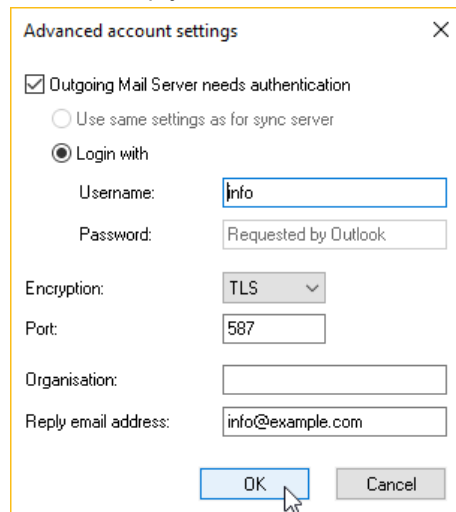 Advanced account settings
Outgoing Mail Server needs authentication
Use same settings as for sync server
Login with
Username: info
Password: Requested by Outlook
Encryption: TLS
Port: 587
Organisation:
Reply email address: info@example.com
OK Cancel